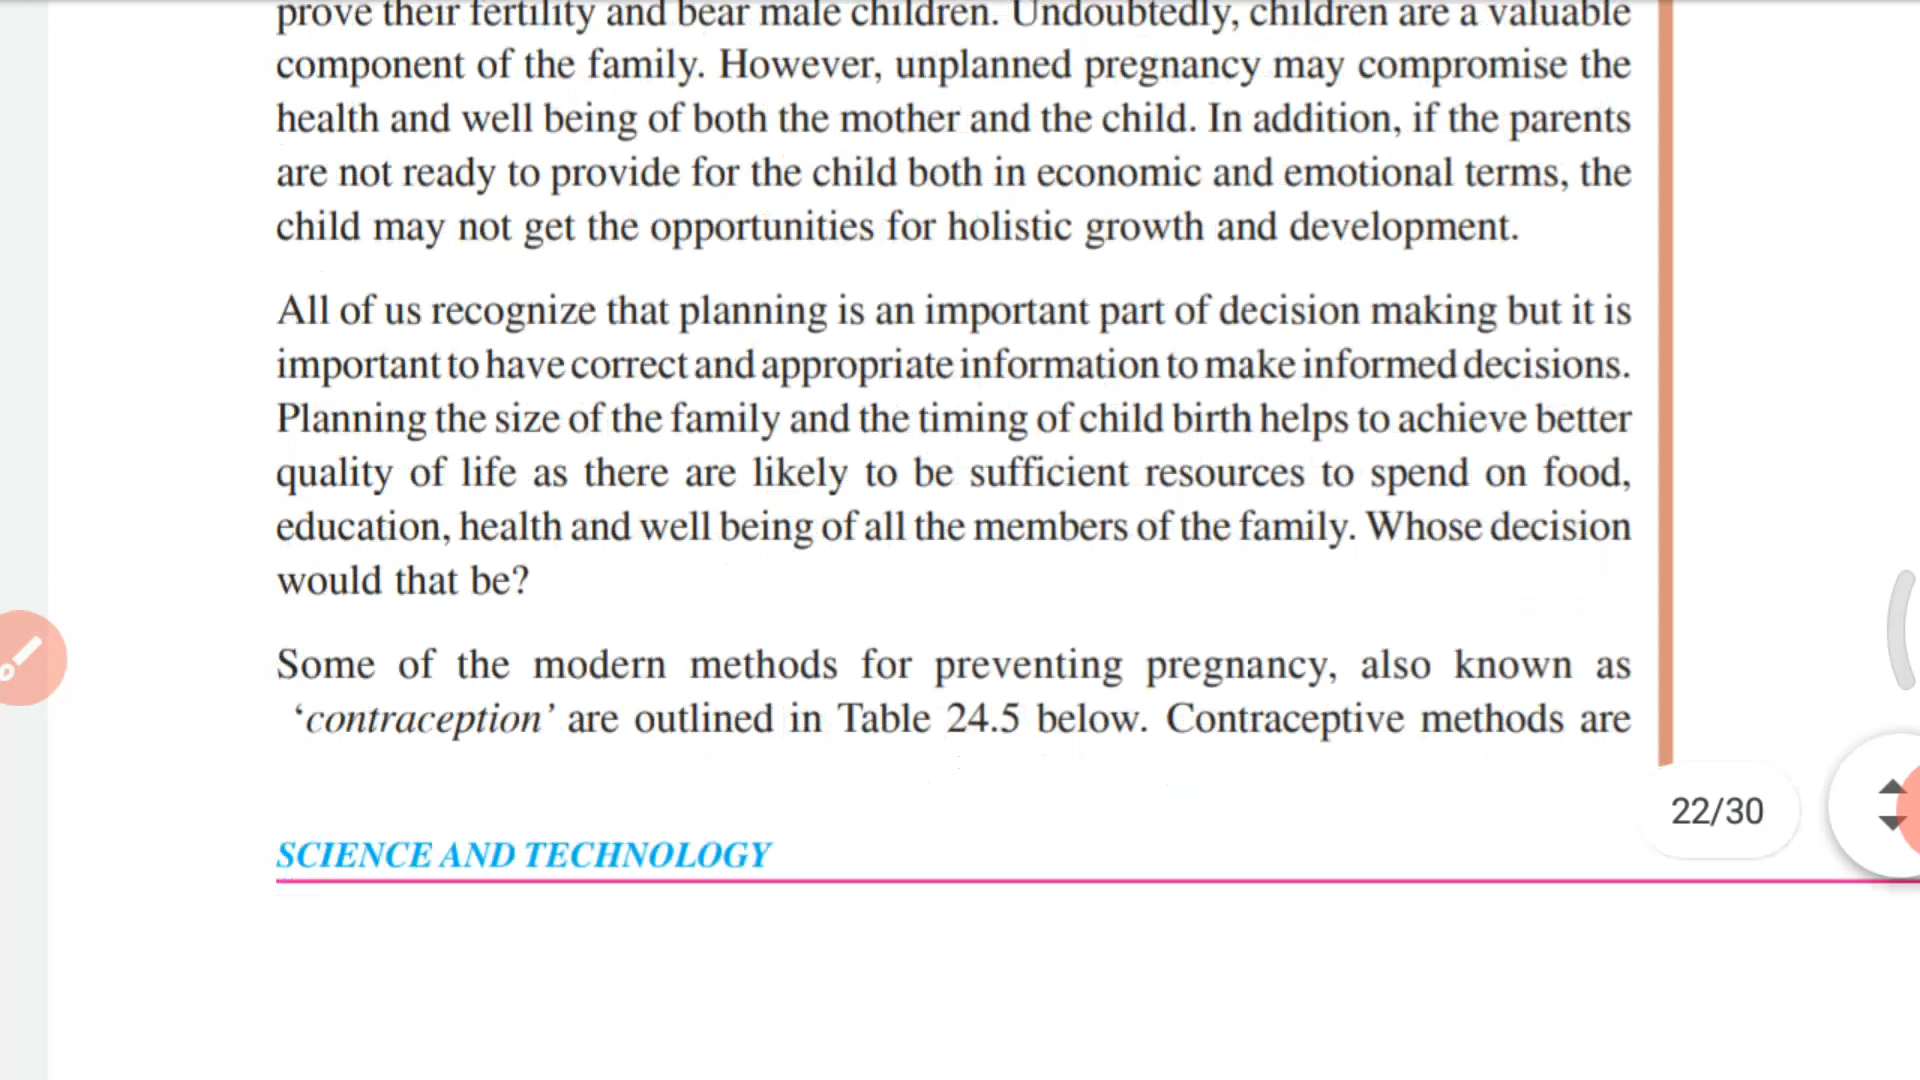 prove their fertility and bear male children. Undoubtedly, children are a valuable
component of the family. However, unplanned pregnancy may compromise the
health and well being of both the mother and the child. In addition, if the parents
are not ready to provide for the child both in economic and emotional terms, the
child may not get the opportunities for holistic growth and development.
All of us recognize that planning is an important part of decision making but it is
important to have correct and appropriate information to make informed decisions.
Planning the size of the family and the timing of child birth helps to achieve better
quality of life as there are likely to be sufficient resources to spend on food,
education, health and well being of all the members of the family. Whose decision
would that be?
Some of the modern methods for preventing pregnancy, also known as
‘contraception’ are outlined in Table 24.5 below. Contraceptive methods are
22/30
SCIENCE AND TECHNOLOGY